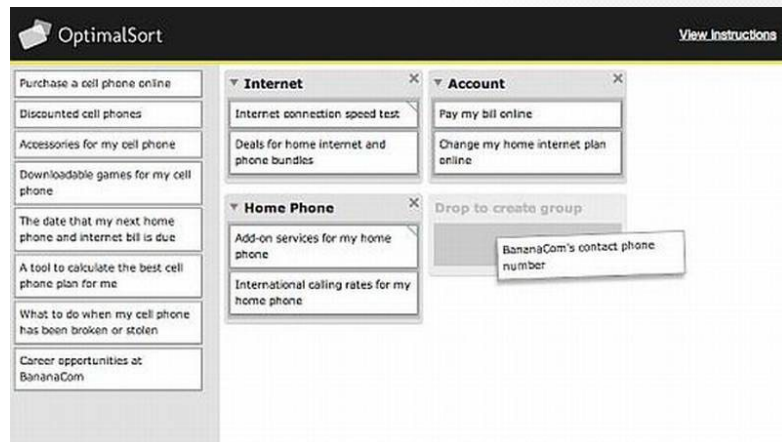 OptimalSort
View Instructions
Purchase a cell phone online
Discounted cell phones
Accessories for my cell phone
Downloadable games for my cell
phone
The date that my next home
phone and internet bill is due
A tool to calculate the best cell
phone plan for me
What to do when my cell phone
has been broken or stolen
Career opportunities at
BananaCom
Internet
Internet connection speed test
Deals for home internet and
phone bundles
Account
Pay my bill online
Change my home internet plan
online
Home Phone
Add-on services for my home
phone
International calling rates for my
home phone
Drop to create group
BananaCom's contact phone
number